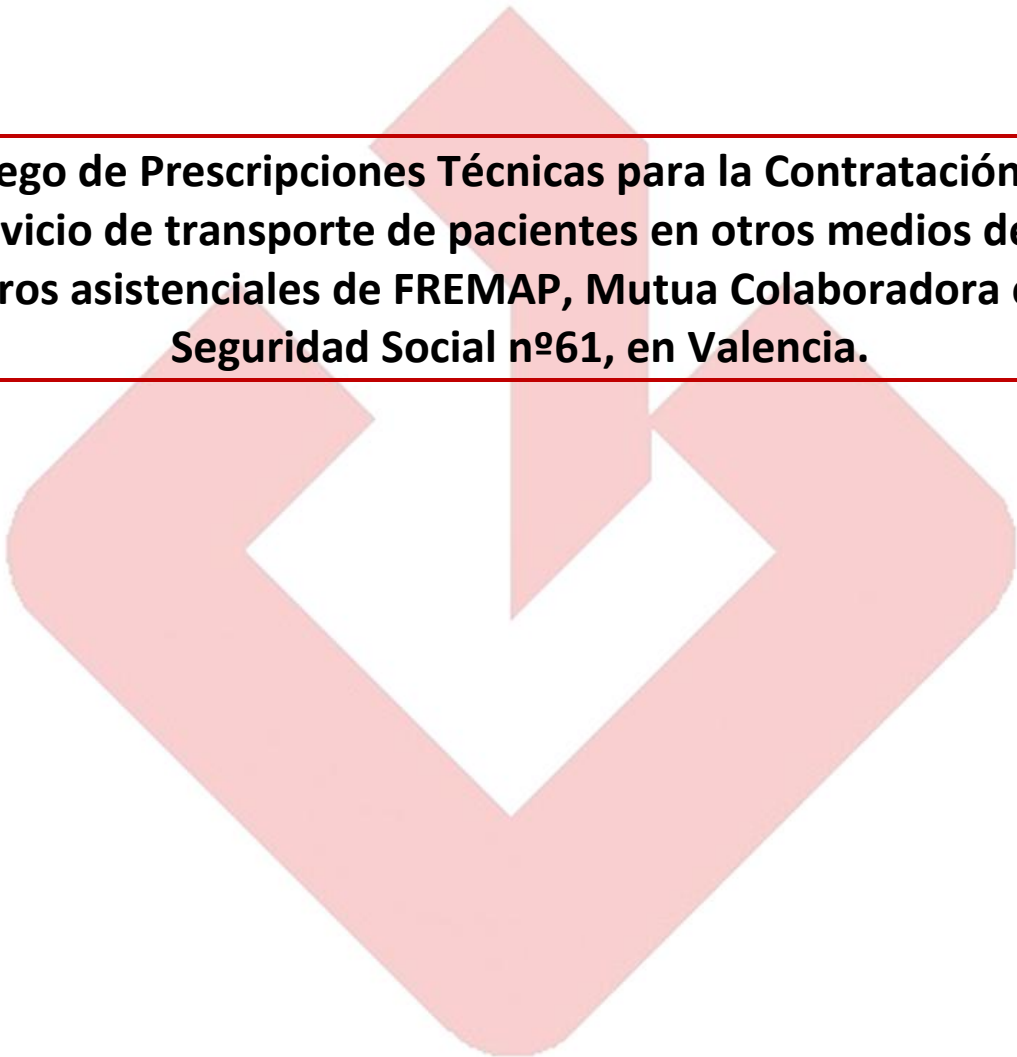 ego de Prescripciones Técnicas para la Contratación
vicio de transporte de pacientes en otros medios de
ros asistenciales de FREMAP, Mutua Colaboradora
Seguridad Social nº61, en Valencia.